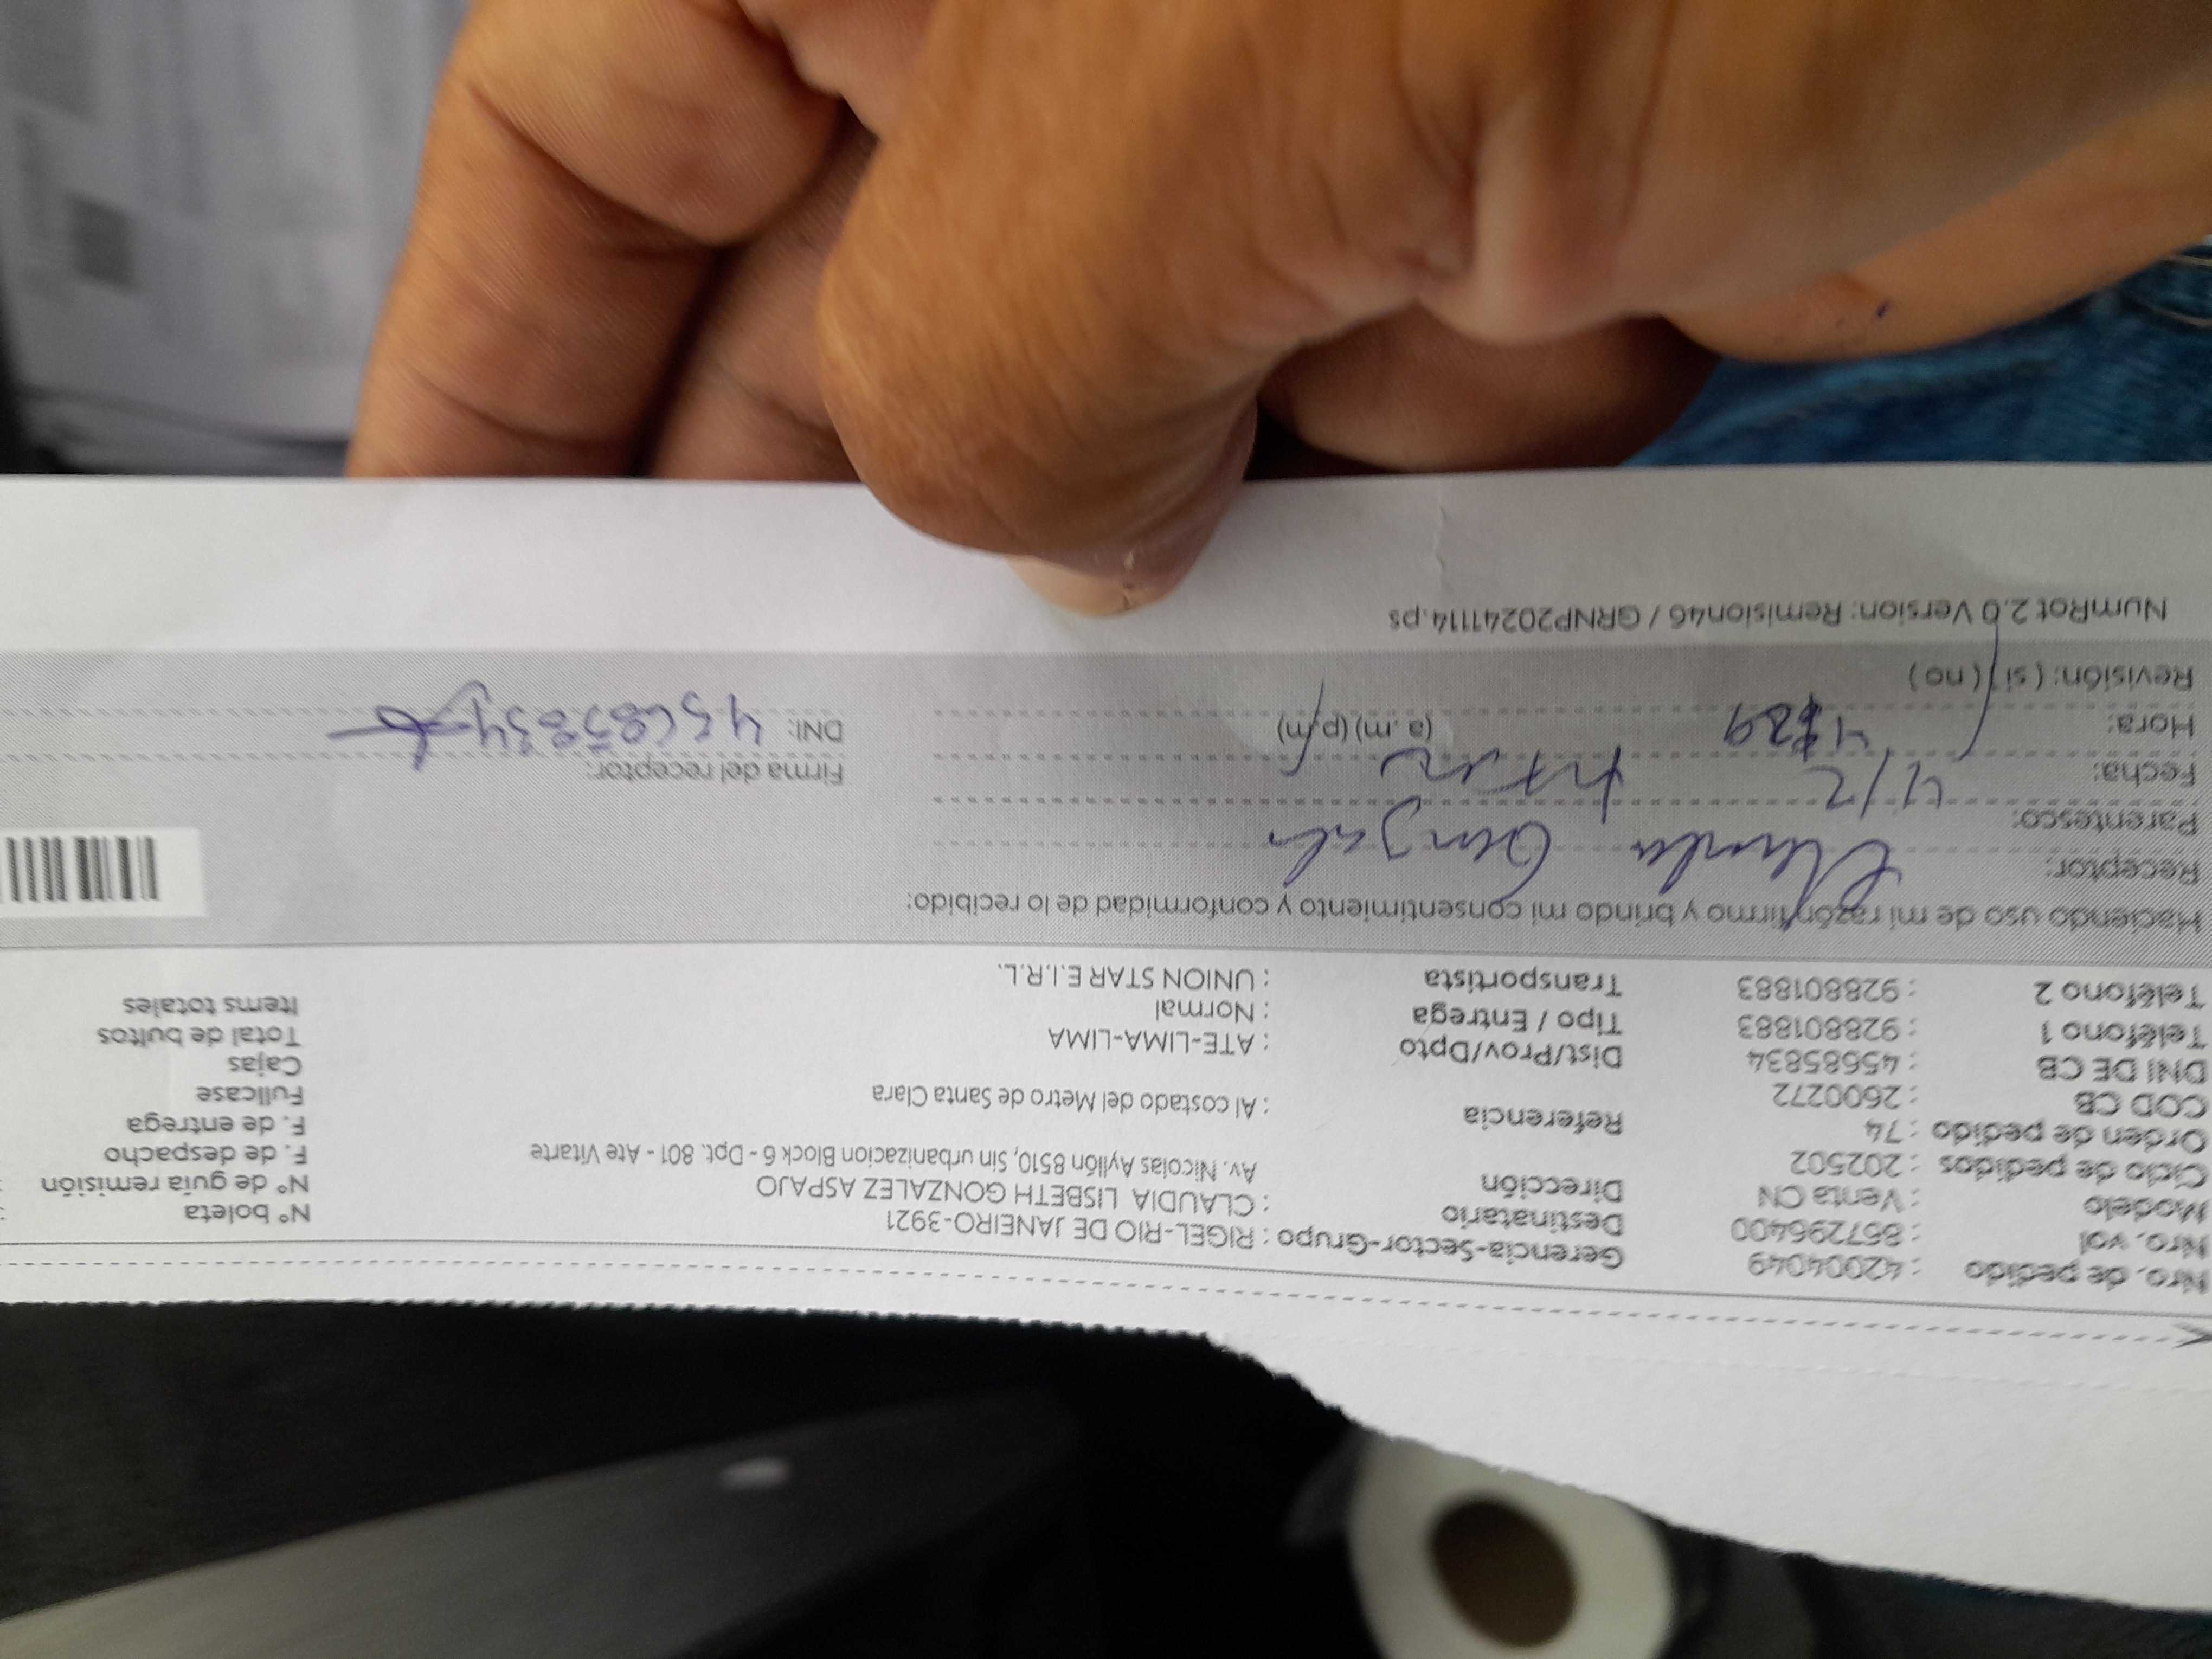 Nro. de pedido : 42004049 Gerencia-Sector-Grupo : RIGEL-RIO DE JANEIRO-3921 N° boleta :
Nro. vol : 867296400 Destinatario : CLAUDIA LISBETH GONZALEZ ASPAJO N° de guía remisión :
Modelo : Venta CN Dirección Av. Nicolas Ayllón 8510, Sin urbanizacion Block 6 - Dpt. 801 - Ate Vitarte F. de despacho
Ciclo de pedidos : 202502 F. de entrega
Orden de pedido : 74 Referencia : Al costado del Metro de Santa Clara Fullcase
COD CB : 2600272 Cajas
DNI DE CB : 45685834 Dist/Prov/Dpto : ATE-LIMA-LIMA Total de bultos
Teléfono 1 : 928801883 Tipo / Entrega : Normal Items totales
Teléfono 2 : 928801883 Transportista : UNION STAR E.I.R.L.
Haciendo uso de mi razón firmo y brindo mi consentimiento y conformidad de lo recibido:
Receptor: Claudia Gonzalez
Parentesco:
Fecha: 4/2 Firma del receptor:
Hora: (a .m) (p.m) DNI: 45685834
Revisión: ( si ( no )
NumRot 2.0 Version: Remision46 / GRNP20241114.ps